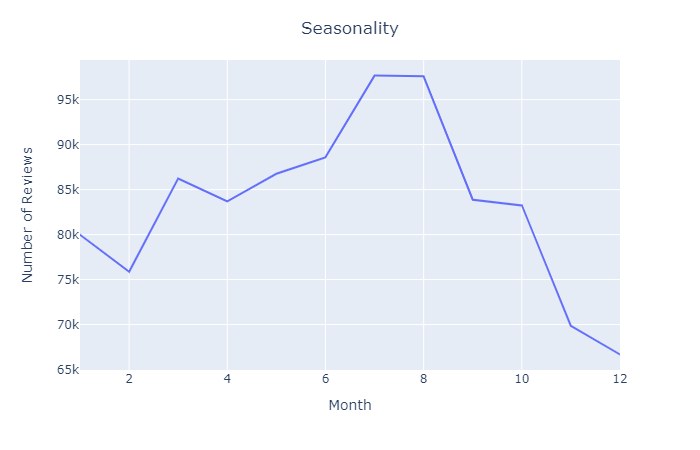 Seasonality
95k
90k
85k
80k
75k
70k
65k
Number of Reviews
2 4 6 8 10 12
Month